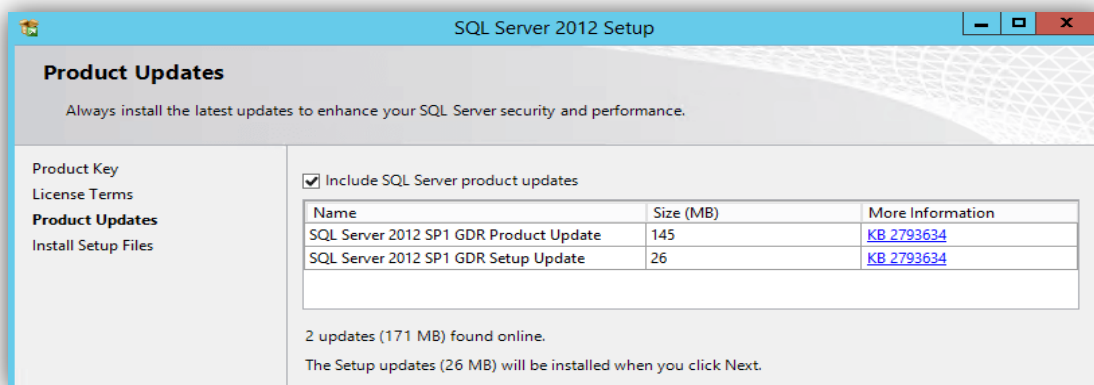 SQL Server 2012 Setup
Product Updates
Always install the latest updates to enhance your SQL Server security and performance.
Product Key
License Terms
Product Updates
Install Setup Files
Include SQL Server product updates
Name Size (MB) More Information
SQL Server 2012 SP1 GDR Product Update 145 KB 2793634
SQL Server 2012 SP1 GDR Setup Update 26 KB 2793634
2 updates (171 MB) found online.
The Setup updates (26 MB) will be installed when you click Next.